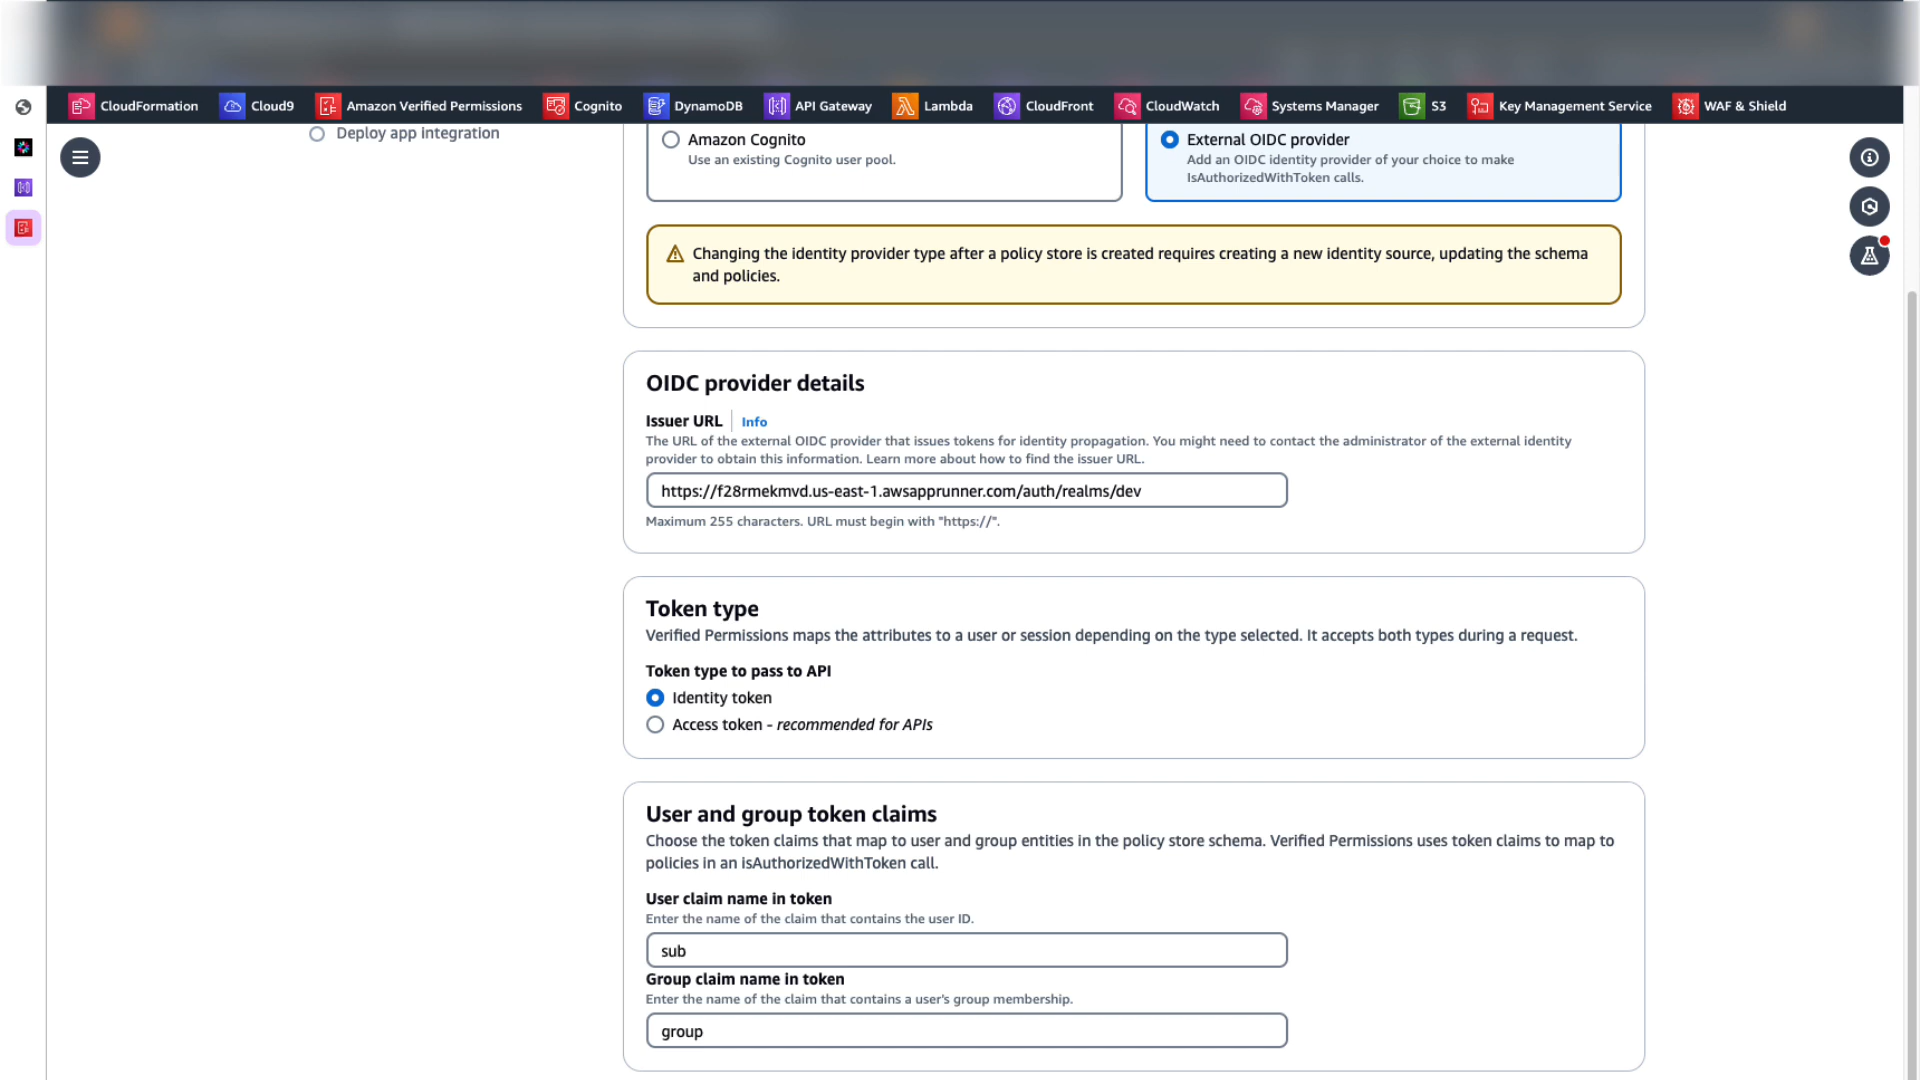 CloudFormation Cloud9 Amazon Verified Permissions Cognito DynamoDB API Gateway Lambda CloudFront CloudWatch Systems Manager S3 Key Management Service WAF & Shield
Deploy app integration
Amazon Cognito
Use an existing Cognito user pool.
External OIDC provider
Add an OIDC identity provider of your choice to make
IsAuthorizedWithToken calls.
Changing the identity provider type after a policy store is created requires creating a new identity source, updating the schema
and policies.
OIDC provider details
Issuer URL Info
The URL of the external OIDC provider that issues tokens for identity propagation. You might need to contact the administrator of the external identity
provider to obtain this information. Learn more about how to find the issuer URL.
https://f28rmekmvd.us-east-1.awsapprunner.com/auth/realms/dev
Maximum 255 characters. URL must begin with "https://".
Token type
Verified Permissions maps the attributes to a user or session depending on the type selected. It accepts both types during a request.
Token type to pass to API
Identity token
Access token - recommended for APIs
User and group token claims
Choose the token claims that map to user and group entities in the policy store schema. Verified Permissions uses token claims to map to
policies in an isAuthorizedWithToken call.
User claim name in token
Enter the name of the claim that contains the user ID.
sub
Group claim name in token
Enter the name of the claim that contains a user's group membership.
group